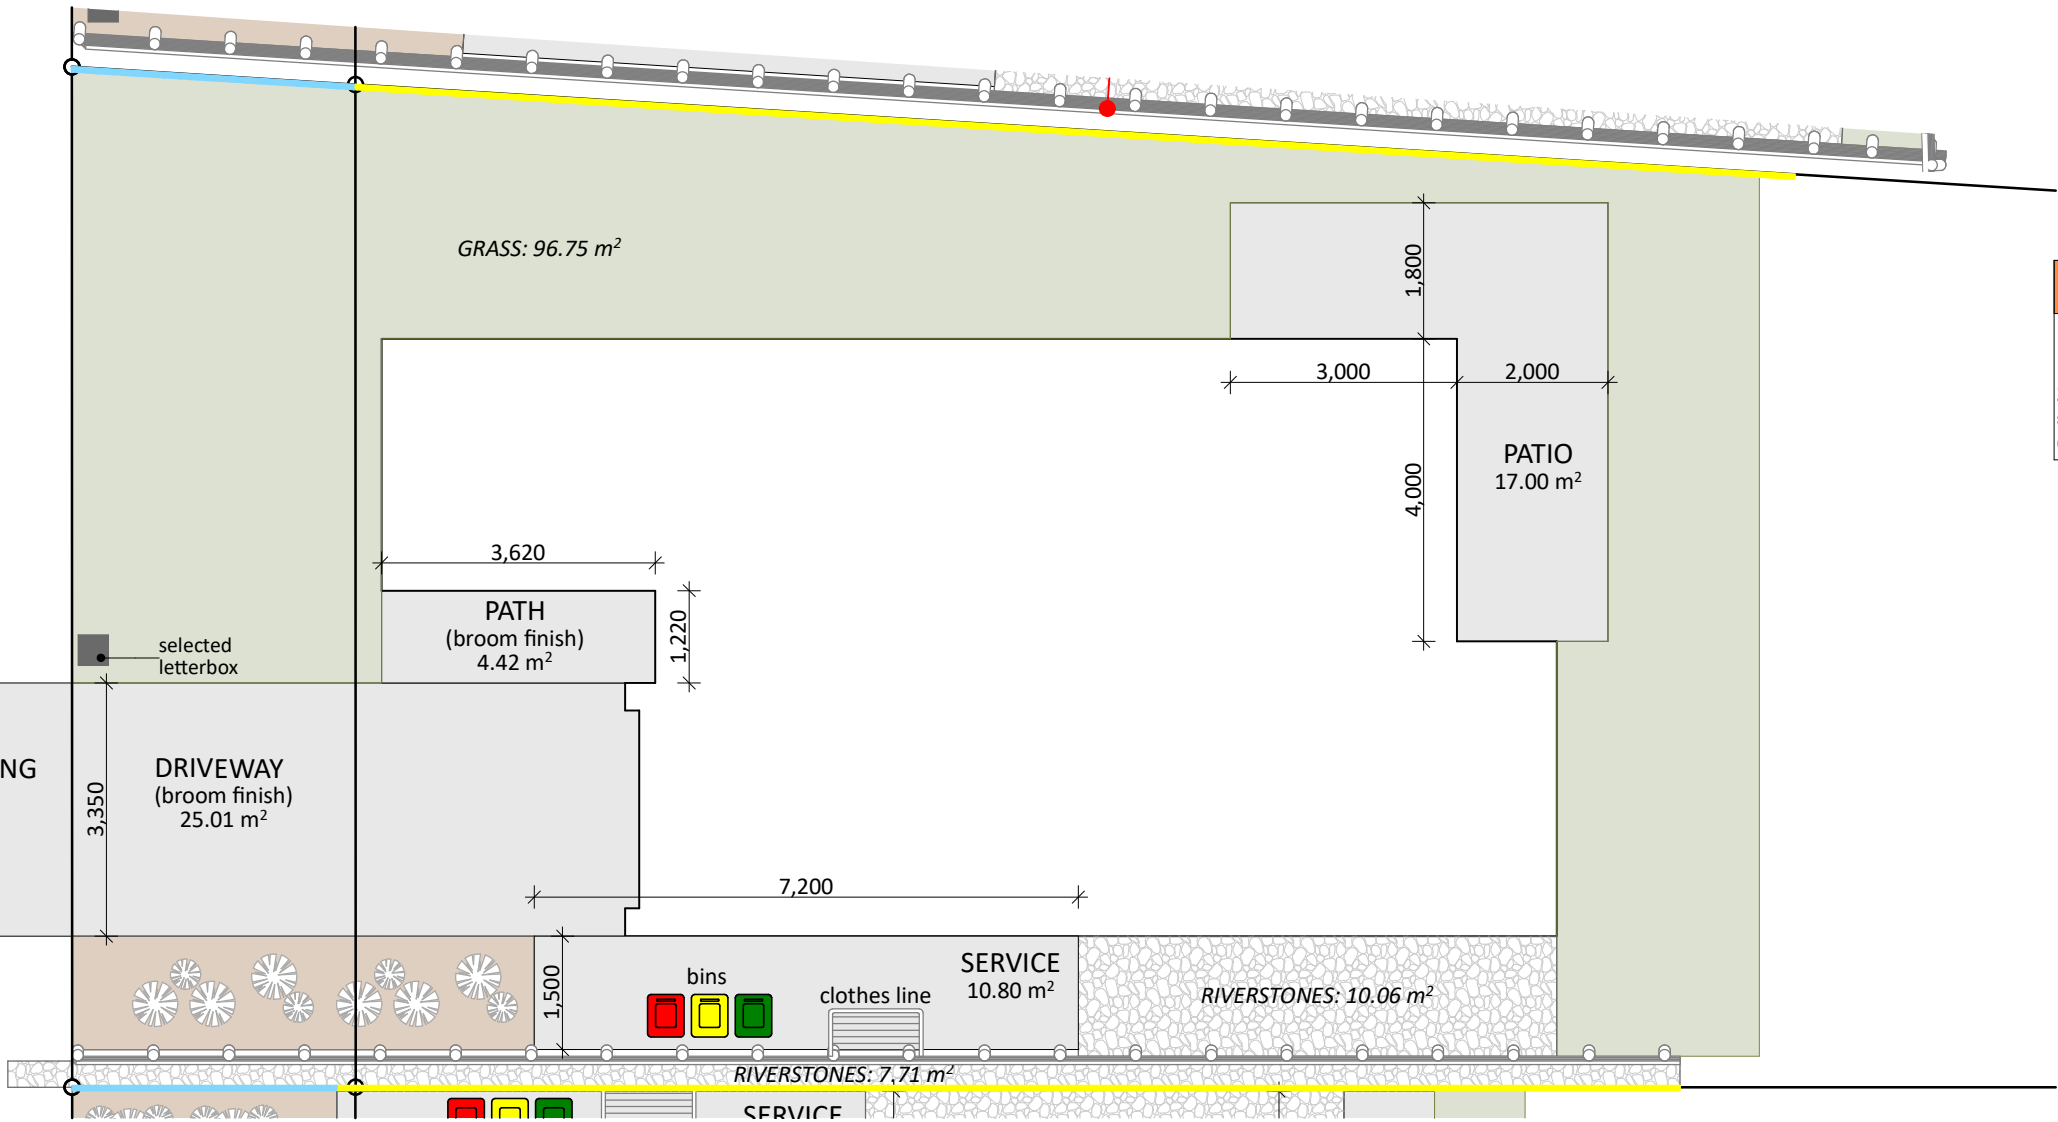 GRASS: 96.75 m²
1,800
3,000
2,000
PATIO
17.00 m²
4,000
3,620
PATH
(broom finish)
4.42 m²
1,220
selected
letterbox
NG
DRIVEWAY
(broom finish)
25.01 m²
3,350
7,200
SERVICE
10.80 m²
bins
1,500
clothes line
RIVERSTONES: 10.06 m²
RIVERSTONES: 7.71 m²
SERVICE